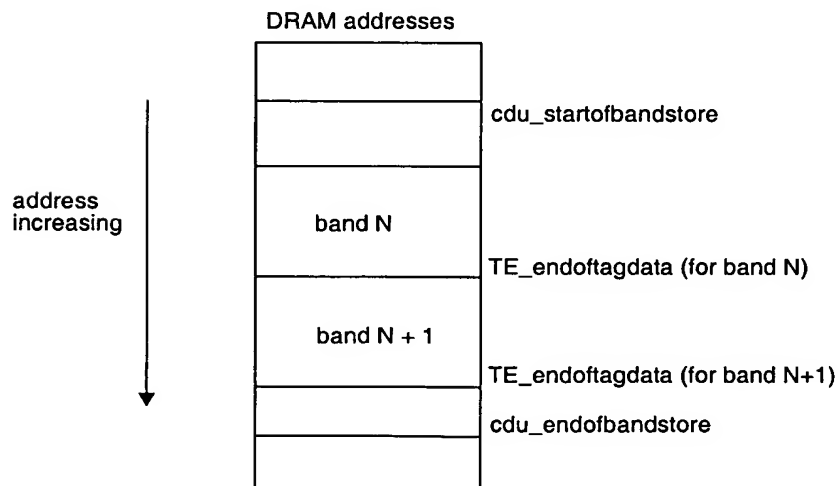 DRAM addresses
cdu_startofbandstore
address
increasing
band N
TE_endoftagdata (for band N)
band N + 1
TE_endoftagdata (for band N+1)
cdu_endofbandstore